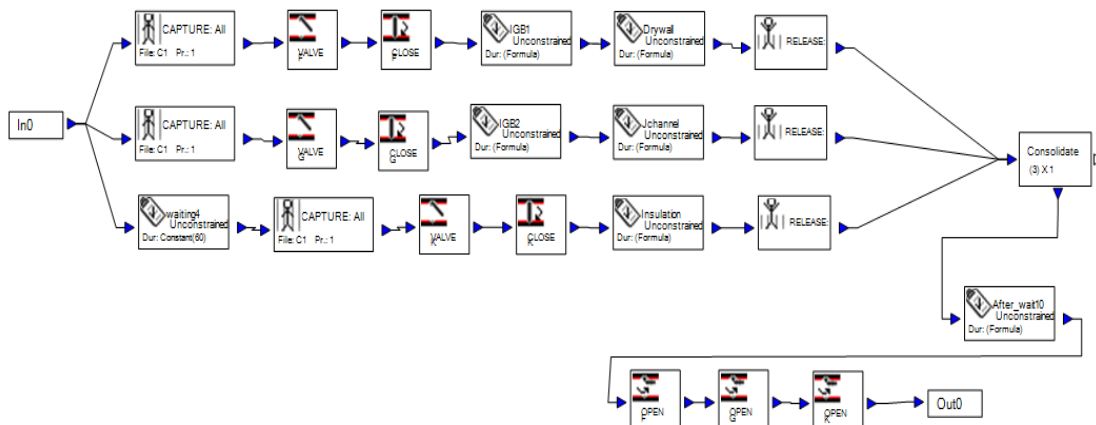 In0
CAPTURE: All
File: C1 Pr.: 1
VALVE
F
CLOSE
F
IGB1
Unconstrained
Dur: (Formula)
Drywall
Unconstrained
Dur: (Formula)
RELEASE:
CAPTURE: All
File: C1 Pr.: 1
VALVE
G
CLOSE
G
IGB2
Unconstrained
Dur: (Formula)
Jchannel
Unconstrained
Dur: (Formula)
RELEASE:
Consolidate
(3) X 1
waiting4
Unconstrained
Dur: Constant(60)
CAPTURE: All
File: C1 Pr.: 1
VALVE
K
CLOSE
K
Insulation
Unconstrained
Dur: (Formula)
RELEASE:
After_wait10
Unconstrained
Dur: (Formula)
OPEN
F
OPEN
G
OPEN
K
Out0